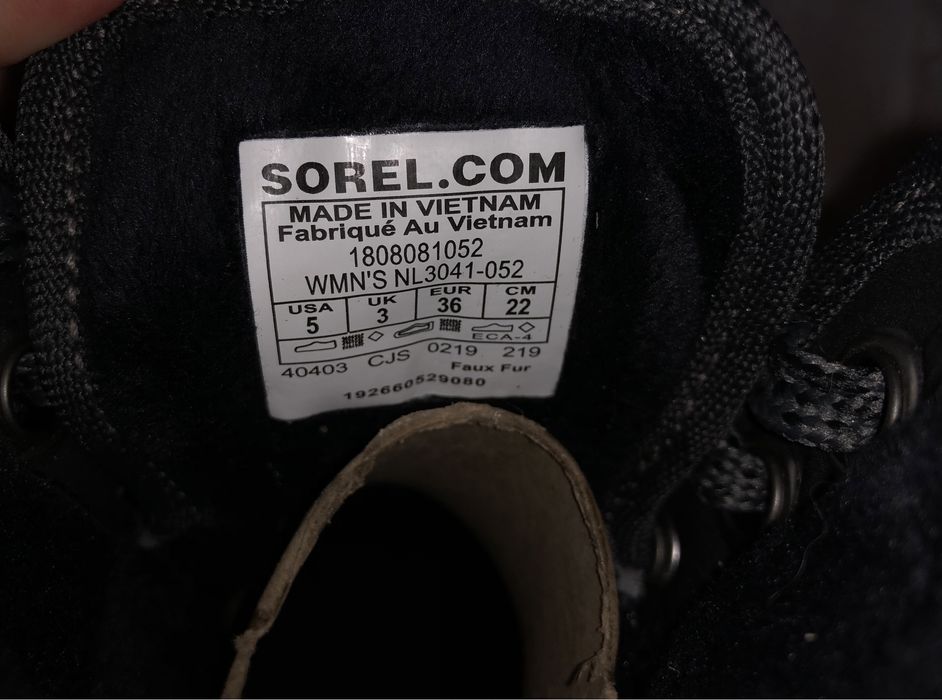 SOREL.COM
MADE IN VIETNAM
Fabriqué Au Vietnam
1808081052
WMN'S NL3041-052
USA UK EUR CM
5 3 36 22
ECA-4
40403 CJS 0219 219
Faux Fur
192660529080